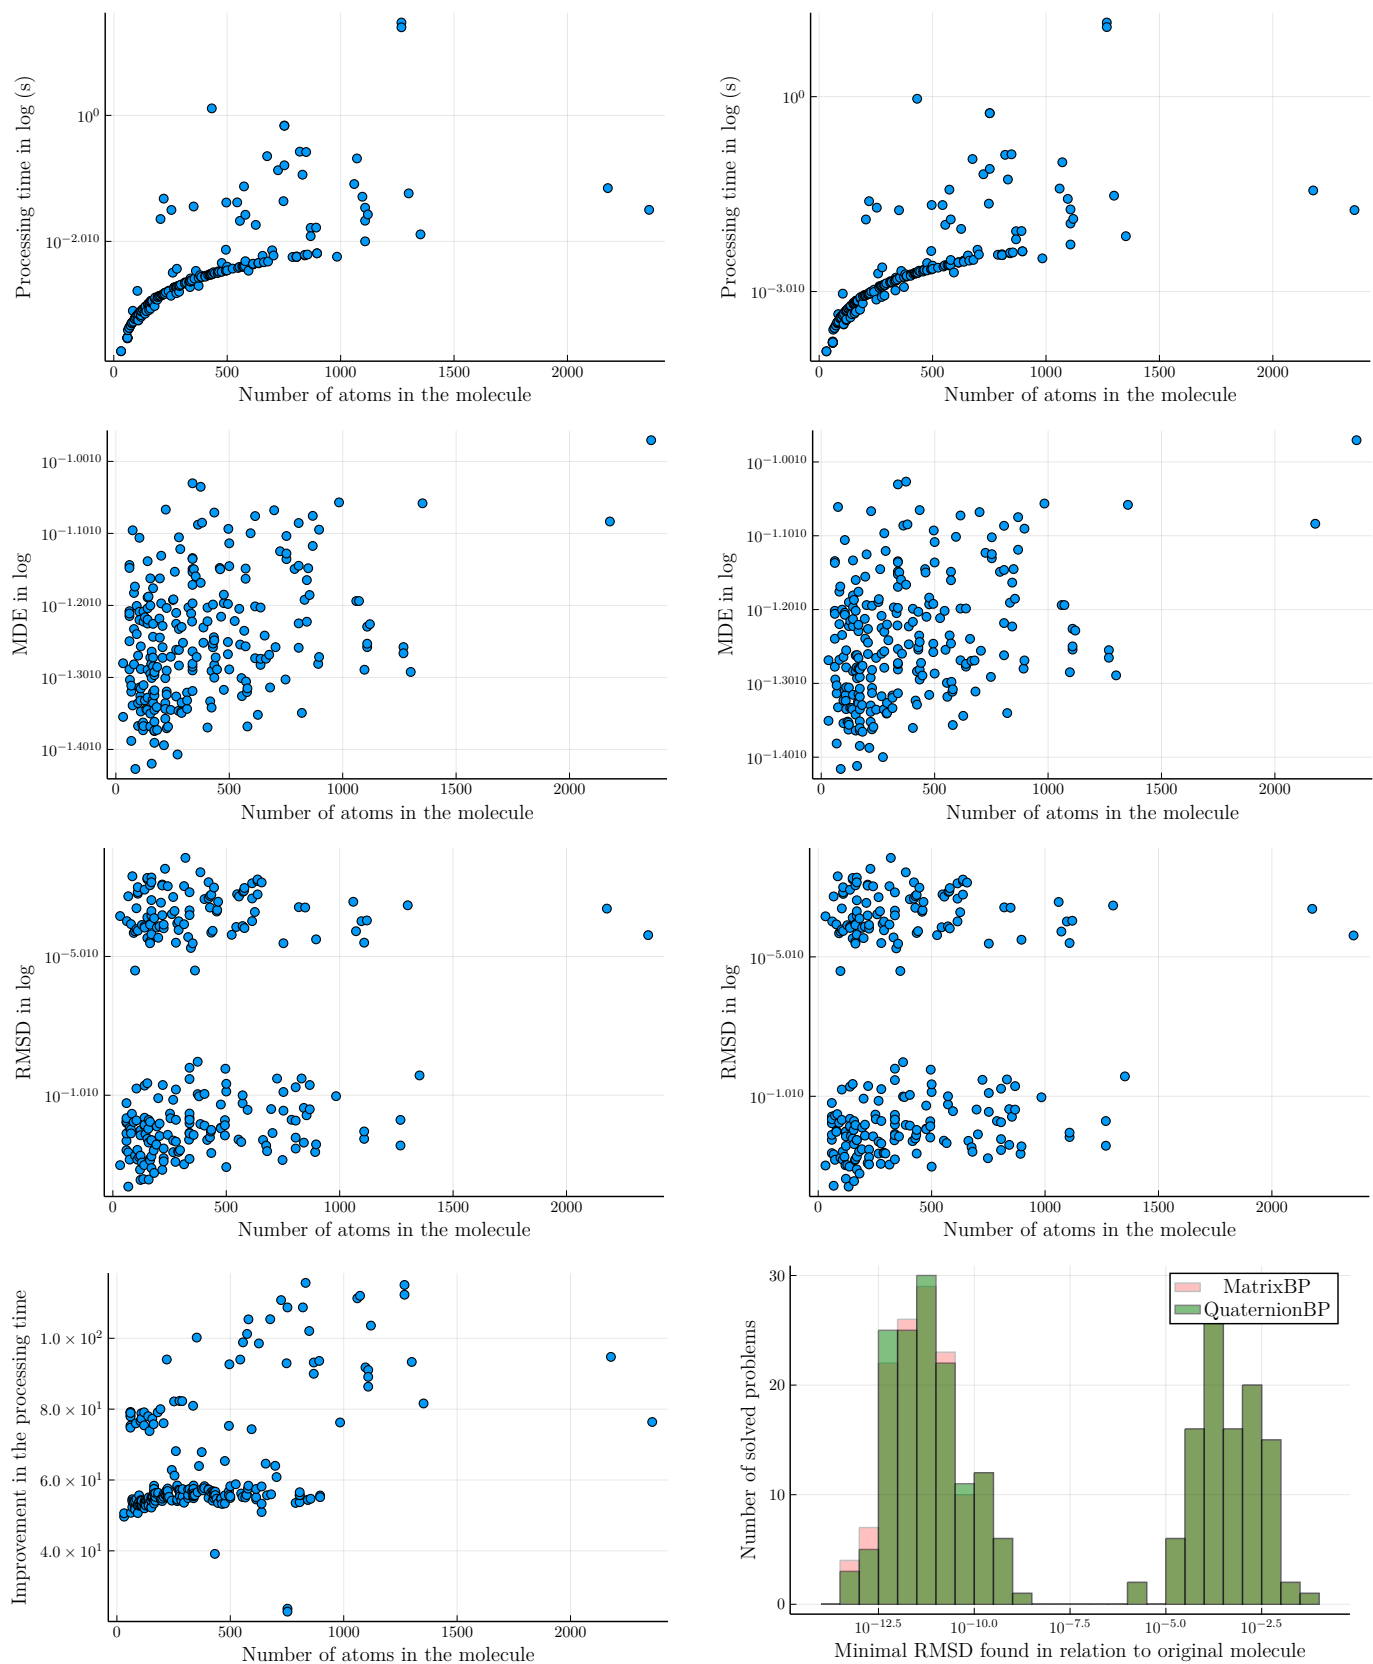 Processing time in log (s)
10^0
10^−2.010
0 500 1000 1500 2000
Number of atoms in the molecule
Processing time in log (s)
10^0
10^−3.010
0 500 1000 1500 2000
Number of atoms in the molecule
MDE in log
10^−1.0010
10^−1.1010
10^−1.2010
10^−1.3010
10^−1.4010
0 500 1000 1500 2000
Number of atoms in the molecule
MDE in log
10^−1.0010
10^−1.1010
10^−1.2010
10^−1.3010
10^−1.4010
0 500 1000 1500 2000
Number of atoms in the molecule
RMSD in log
10^−5.010
10^−1.010
0 500 1000 1500 2000
Number of atoms in the molecule
RMSD in log
10^−5.010
10^−1.010
0 500 1000 1500 2000
Number of atoms in the molecule
Improvement in the processing time
1.0 × 10^2
8.0 × 10^1
6.0 × 10^1
4.0 × 10^1
0 500 1000 1500 2000
Number of atoms in the molecule
Number of solved problems
30
20
10
0
MatrixBP
QuaternionBP
10^−12.5 10^−10.0 10^−7.5 10^−5.0 10^−2.5
Minimal RMSD found in relation to original molecule